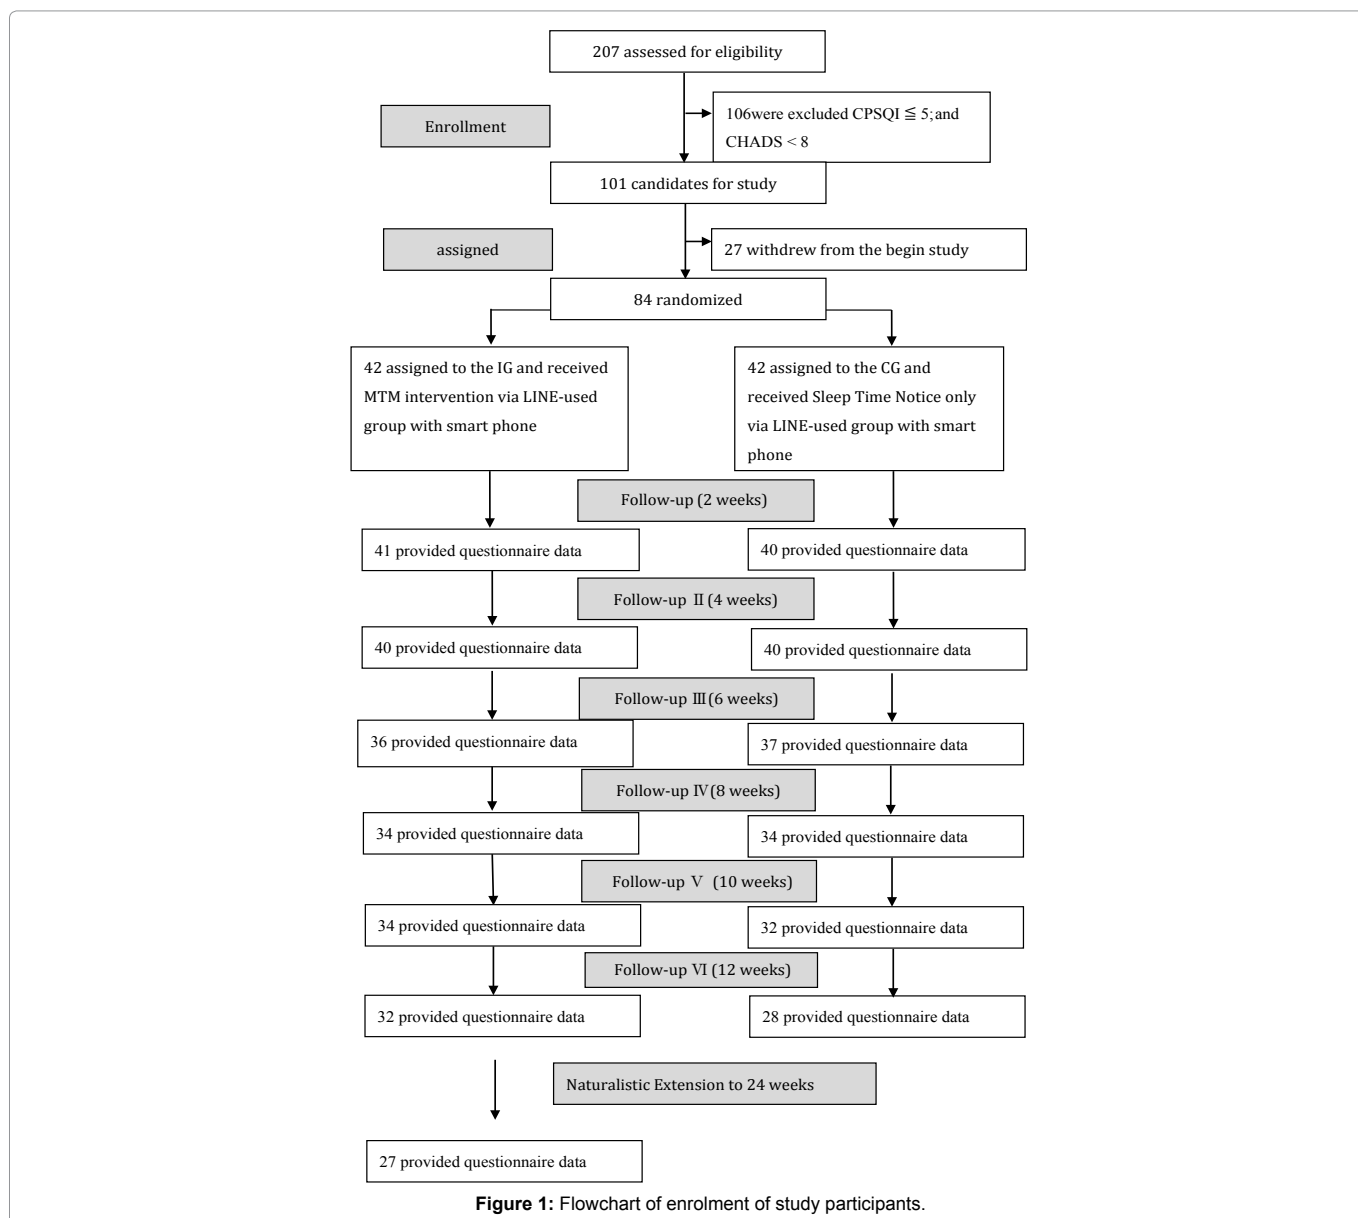 207 assessed for eligibility
Enrollment
106were excluded CPSQI ≦ 5;and
CHADS < 8
101 candidates for study
assigned
27 withdrew from the begin study
84 randomized
42 assigned to the IG and received
MTM intervention via LINE-used
group with smart phone
42 assigned to the CG and
received Sleep Time Notice only
via LINE-used group with smart
phone
Follow-up (2 weeks)
41 provided questionnaire data
40 provided questionnaire data
Follow-up Ⅱ (4 weeks)
40 provided questionnaire data
40 provided questionnaire data
Follow-up Ⅲ (6 weeks)
36 provided questionnaire data
37 provided questionnaire data
Follow-up Ⅳ (8 weeks)
34 provided questionnaire data
34 provided questionnaire data
Follow-up Ⅴ (10 weeks)
34 provided questionnaire data
32 provided questionnaire data
Follow-up Ⅵ (12 weeks)
32 provided questionnaire data
28 provided questionnaire data
Naturalistic Extension to 24 weeks
27 provided questionnaire data
Figure 1: Flowchart of enrolment of study participants.